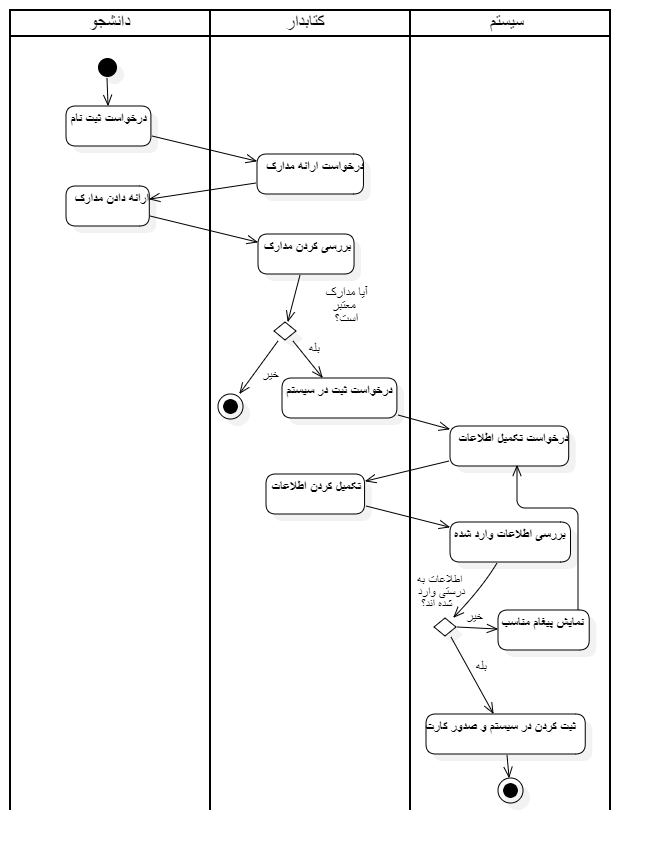 دانشجو
کتابدار
سیستم
درخواست ثبت نام
درخواست ارائه مدارک
ارائه دادن مدارک
بررسی کردن مدارک
آیا مدارک
معتبر
است؟
بله
خیر
درخواست ثبت در سیستم
درخواست تکمیل اطلاعات
تکمیل کردن اطلاعات
بررسی اطلاعات وارد شده
اطلاعات به
درستی وارد
شده اند؟
خیر
نمایش پیغام مناسب
بله
ثبت کردن در سیستم و صدور کارت